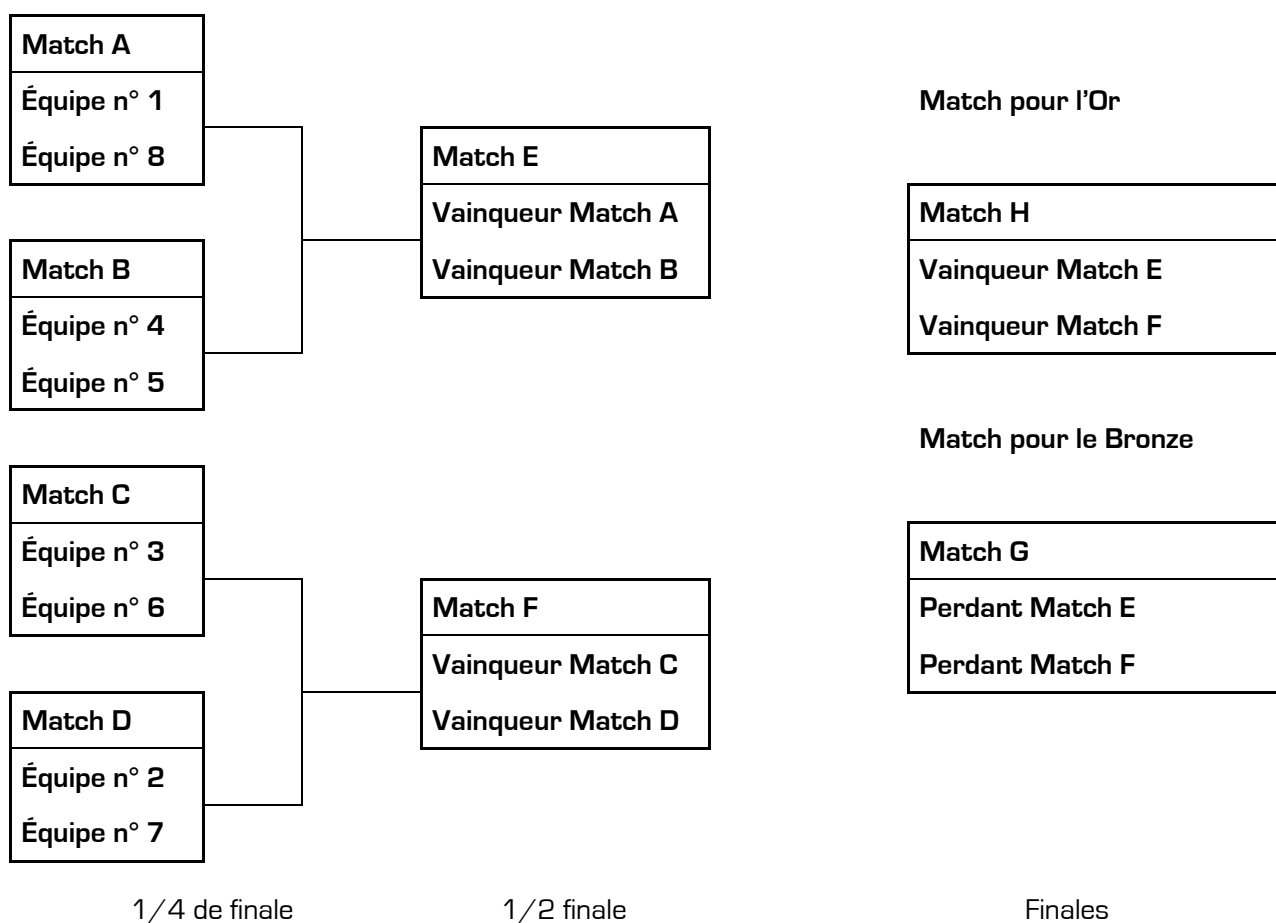 Match A
Équipe n° 1
Équipe n° 8
Match B
Équipe n° 4
Équipe n° 5
Match C
Équipe n° 3
Équipe n° 6
Match D
Équipe n° 2
Équipe n° 7
1/4 de finale
Match E
Vainqueur Match A
Vainqueur Match B
Match F
Vainqueur Match C
Vainqueur Match D
1/2 finale
Match pour l'Or
Match H
Vainqueur Match E
Vainqueur Match F
Match pour le Bronze
Match G
Perdant Match E
Perdant Match F
Finales